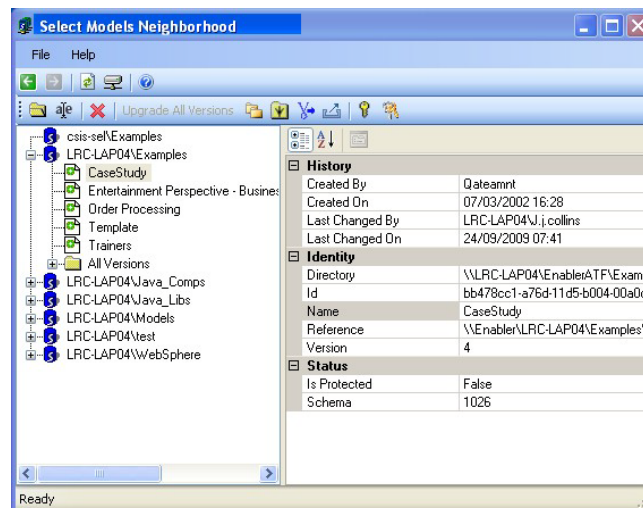 Select Models Neighborhood
File Help
a|e Upgrade All Versions
csis-sel\Examples
LRC-LAP04\Examples
CaseStudy
Entertainment Perspective - Busines
Order Processing
Template
Trainers
All Versions
LRC-LAP04\Java_Comps
LRC-LAP04\Java_Libs
LRC-LAP04\Models
LRC-LAP04\test
LRC-LAP04\WebSphere
History
Created By Qateamnt
Created On 07/03/2002 16:28
Last Changed By LRC-LAP04\J.j.collins
Last Changed On 24/09/2009 07:41
Identity
Directory \\LRC-LAP04\EnablerATF\Exam
Id bb478cc1-a76d-11d5-b004-00a0c
Name CaseStudy
Reference \\Enabler\LRC-LAP04\Examples\
Version 4
Status
Is Protected False
Schema 1026
Ready